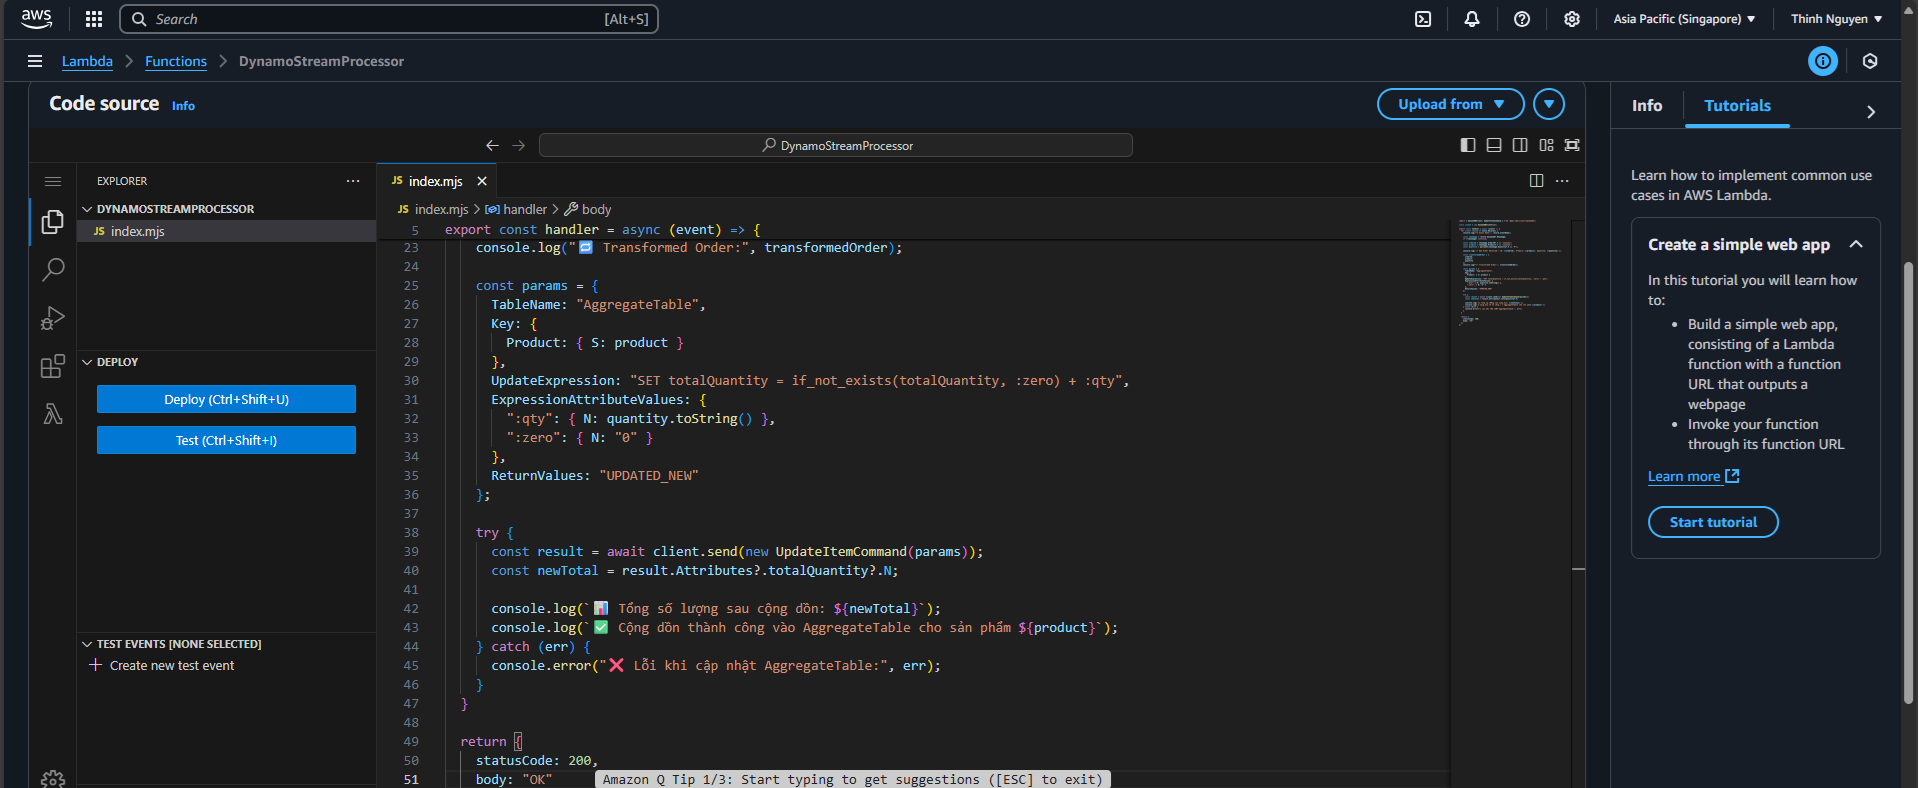 aws
Search
[Alt+S]
Asia Pacific (Singapore)
Thinh Nguyen
Lambda
Functions
DynamoStreamProcessor
Code source
Info
Upload from
DynamoStreamProcessor
EXPLORER
DYNAMOSTREAMPROCESSOR
JS index.mjs
DEPLOY
Deploy (Ctrl+Shift+U)
Test (Ctrl+Shift+I)
TEST EVENTS [NONE SELECTED]
Create new test event
JS index.mjs
JS index.mjs > handler > body
5 export const handler = async (event) => {
23 console.log("🔁 Transformed Order:", transformedOrder);
24
25 const params = {
26 TableName: "AggregateTable",
27 Key: {
28 Product: { S: product }
29 },
30 UpdateExpression: "SET totalQuantity = if_not_exists(totalQuantity, :zero) + :qty",
31 ExpressionAttributeValues: {
32 ":qty": { N: quantity.toString() },
33 ":zero": { N: "0" }
34 },
35 ReturnValues: "UPDATED_NEW"
36 };
37
38 try {
39 const result = await client.send(new UpdateItemCommand(params));
40 const newTotal = result.Attributes?.totalQuantity?.N;
41
42 console.log(`📊 Tổng số lượng sau cộng dồn: ${newTotal}`);
43 console.log(`✅ Cộng dồn thành công vào AggregateTable cho sản phẩm ${product}`);
44 } catch (err) {
45 console.error("❌ Lỗi khi cập nhật AggregateTable:", err);
46 }
47 }
48
49 return {
50 statusCode: 200,
51 body: "OK"
Amazon Q Tip 1/3: Start typing to get suggestions ([ESC] to exit)
Info
Tutorials
Learn how to implement common use
cases in AWS Lambda.
Create a simple web app
In this tutorial you will learn how
to:
• Build a simple web app,
consisting of a Lambda
function with a function
URL that outputs a
webpage
• Invoke your function
through its function URL
Learn more
Start tutorial